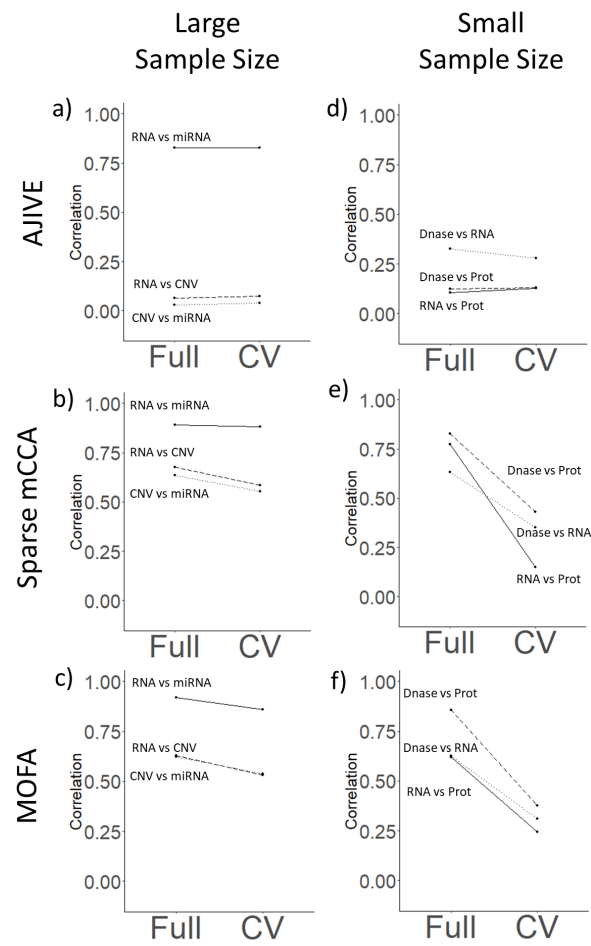 Large
Sample Size
Small
Sample Size
AJIVE
a)
1.00
0.75
0.50
0.25
0.00
Correlation
RNA vs miRNA
RNA vs CNV
CNV vs miRNA
Full CV
d)
1.00
0.75
0.50
0.25
0.00
Correlation
Dnase vs RNA
Dnase vs Prot
RNA vs Prot
Full CV
Sparse mCCA
b)
1.00
0.75
0.50
0.25
0.00
Correlation
RNA vs miRNA
RNA vs CNV
CNV vs miRNA
Full CV
e)
1.00
0.75
0.50
0.25
0.00
Correlation
Dnase vs Prot
Dnase vs RNA
RNA vs Prot
Full CV
MOFA
c)
1.00
0.75
0.50
0.25
0.00
Correlation
RNA vs miRNA
RNA vs CNV
CNV vs miRNA
Full CV
f)
1.00
0.75
0.50
0.25
0.00
Correlation
Dnase vs Prot
Dnase vs RNA
RNA vs Prot
Full CV